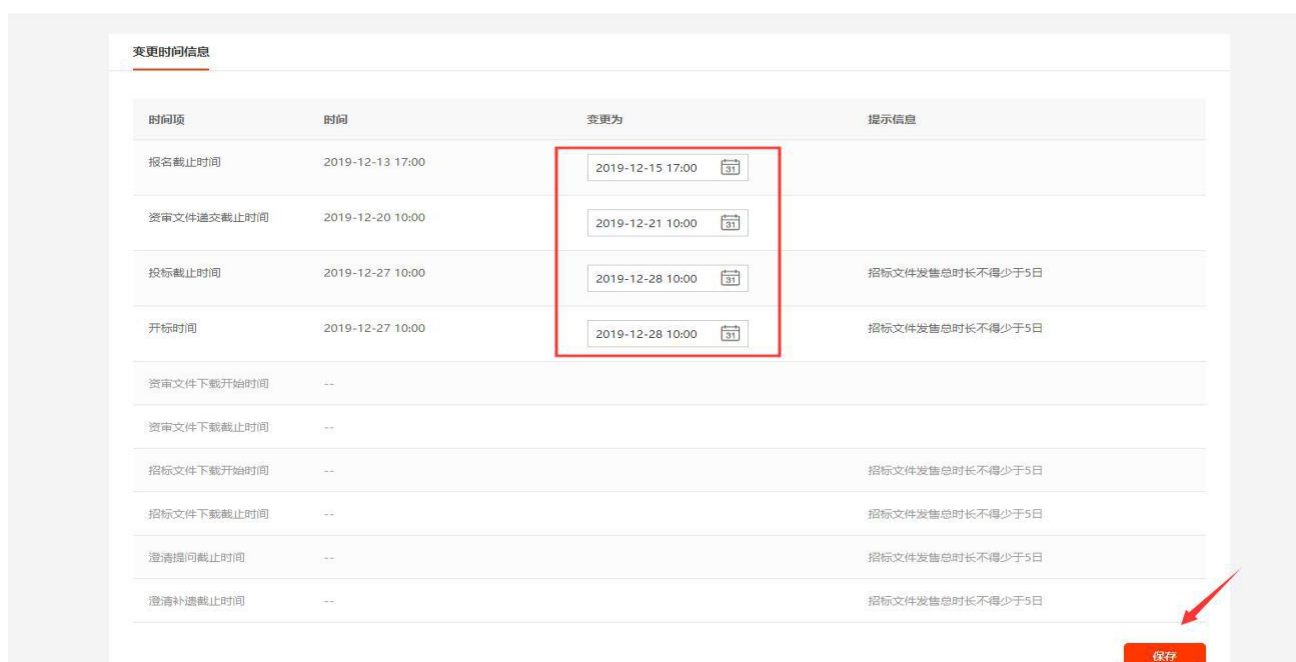 变更时间信息
时间项 时间 变更为 提示信息
报名截止时间 2019-12-13 17:00 2019-12-15 17:00 31
资审文件递交截止时间 2019-12-20 10:00 2019-12-21 10:00 31
投标截止时间 2019-12-27 10:00 2019-12-28 10:00 31 招标文件发售总时长不得少于5日
开标时间 2019-12-27 10:00 2019-12-28 10:00 31 招标文件发售总时长不得少于5日
资审文件下载开始时间 --
资审文件下载截止时间 --
招标文件下载开始时间 -- 招标文件发售总时长不得少于5日
招标文件下载截止时间 -- 招标文件发售总时长不得少于5日
澄清提问截止时间 -- 招标文件发售总时长不得少于5日
澄清补遗截止时间 -- 招标文件发售总时长不得少于5日
保存